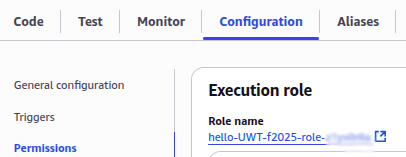 Code Test Monitor Configuration Aliases
General configuration
Triggers
Permissions
Execution role
Role name
hello-UWT-f2025-role-